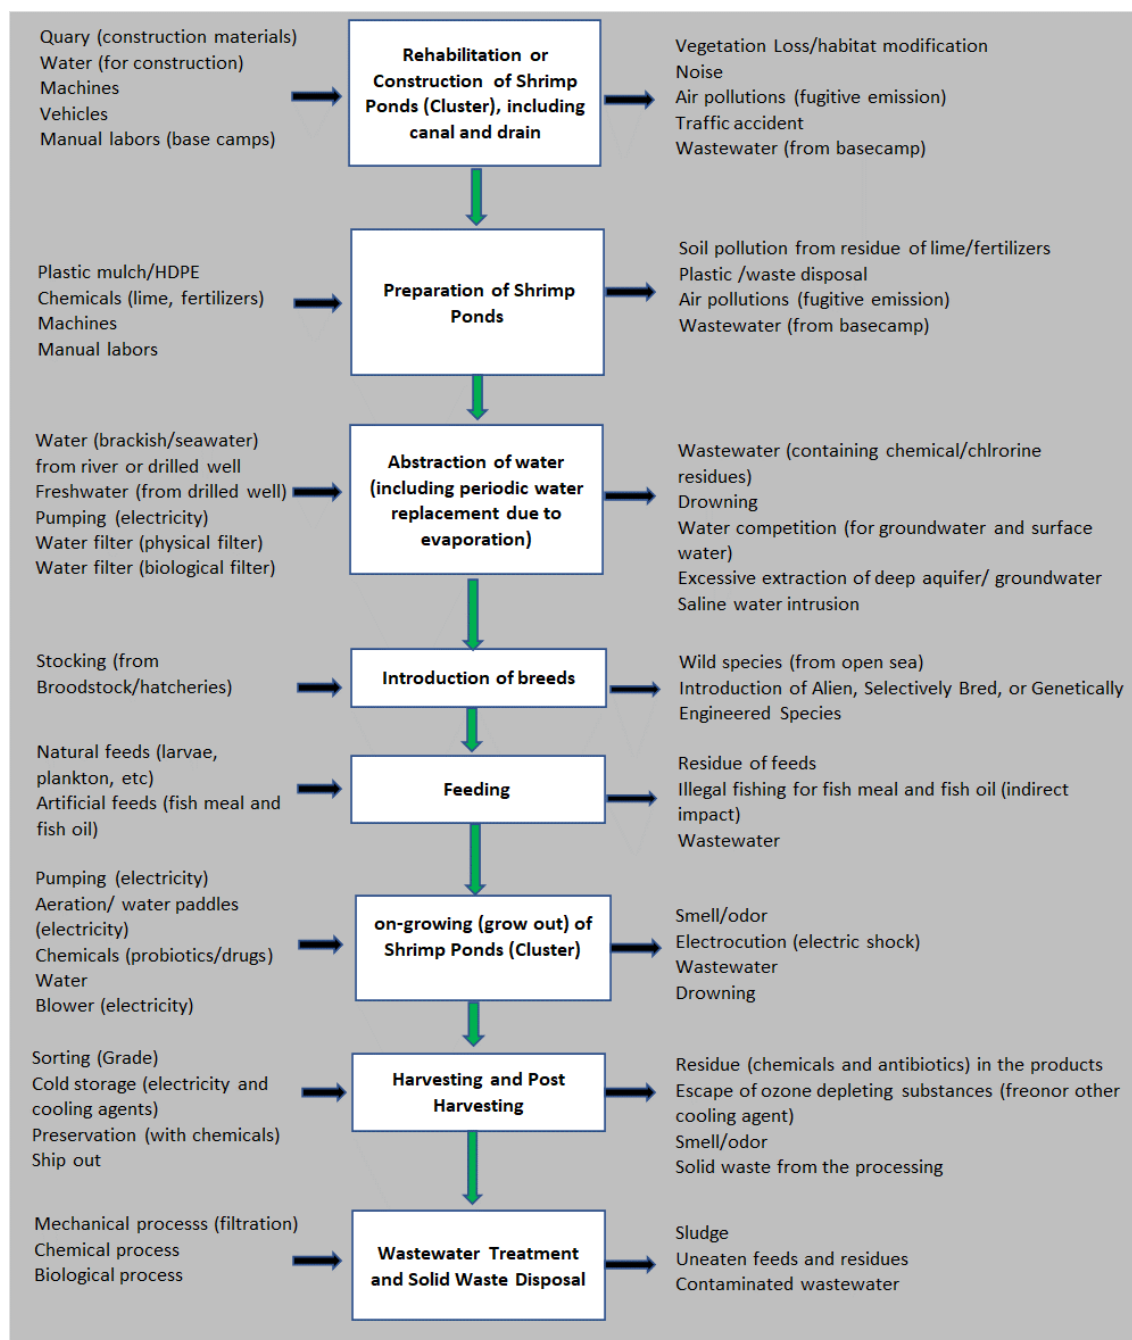 Quary (construction materials)
Water (for construction)
Machines
Vehicles
Manual labors (base camps)
Rehabilitation or
Construction of Shrimp
Ponds (Cluster), including
canal and drain
Vegetation Loss/habitat modification
Noise
Air pollutions (fugitive emission)
Traffic accident
Wastewater (from basecamp)
Plastic mulch/HDPE
Chemicals (lime, fertilizers)
Machines
Manual labors
Preparation of Shrimp
Ponds
Soil pollution from residue of lime/fertilizers
Plastic /waste disposal
Air pollutions (fugitive emission)
Wastewater (from basecamp)
Water (brackish/seawater)
from river or drilled well
Freshwater (from drilled well)
Pumping (electricity)
Water filter (physical filter)
Water filter (biological filter)
Abstraction of water
(including periodic water
replacement due to
evaporation)
Wastewater (containing chemical/chlrorine
residues)
Drowning
Water competition (for groundwater and surface
water)
Excessive extraction of deep aquifer/ groundwater
Saline water intrusion
Stocking (from
Broodstock/hatcheries)
Introduction of breeds
Wild species (from open sea)
Introduction of Alien, Selectively Bred, or Genetically
Engineered Species
Natural feeds (larvae,
plankton, etc)
Artificial feeds (fish meal and
fish oil)
Feeding
Residue of feeds
Illegal fishing for fish meal and fish oil (indirect
impact)
Wastewater
Pumping (electricity)
Aeration/ water paddles
(electricity)
Chemicals (probiotics/drugs)
Water
Blower (electricity)
on-growing (grow out) of
Shrimp Ponds (Cluster)
Smell/odor
Electrocution (electric shock)
Wastewater
Drowning
Sorting (Grade)
Cold storage (electricity and
cooling agents)
Preservation (with chemicals)
Ship out
Harvesting and Post
Harvesting
Residue (chemicals and antibiotics) in the products
Escape of ozone depleting substances (freonor other
cooling agent)
Smell/odor
Solid waste from the processing
Mechanical processs (filtration)
Chemical process
Biological process
Wastewater Treatment
and Solid Waste Disposal
Sludge
Uneaten feeds and residues
Contaminated wastewater